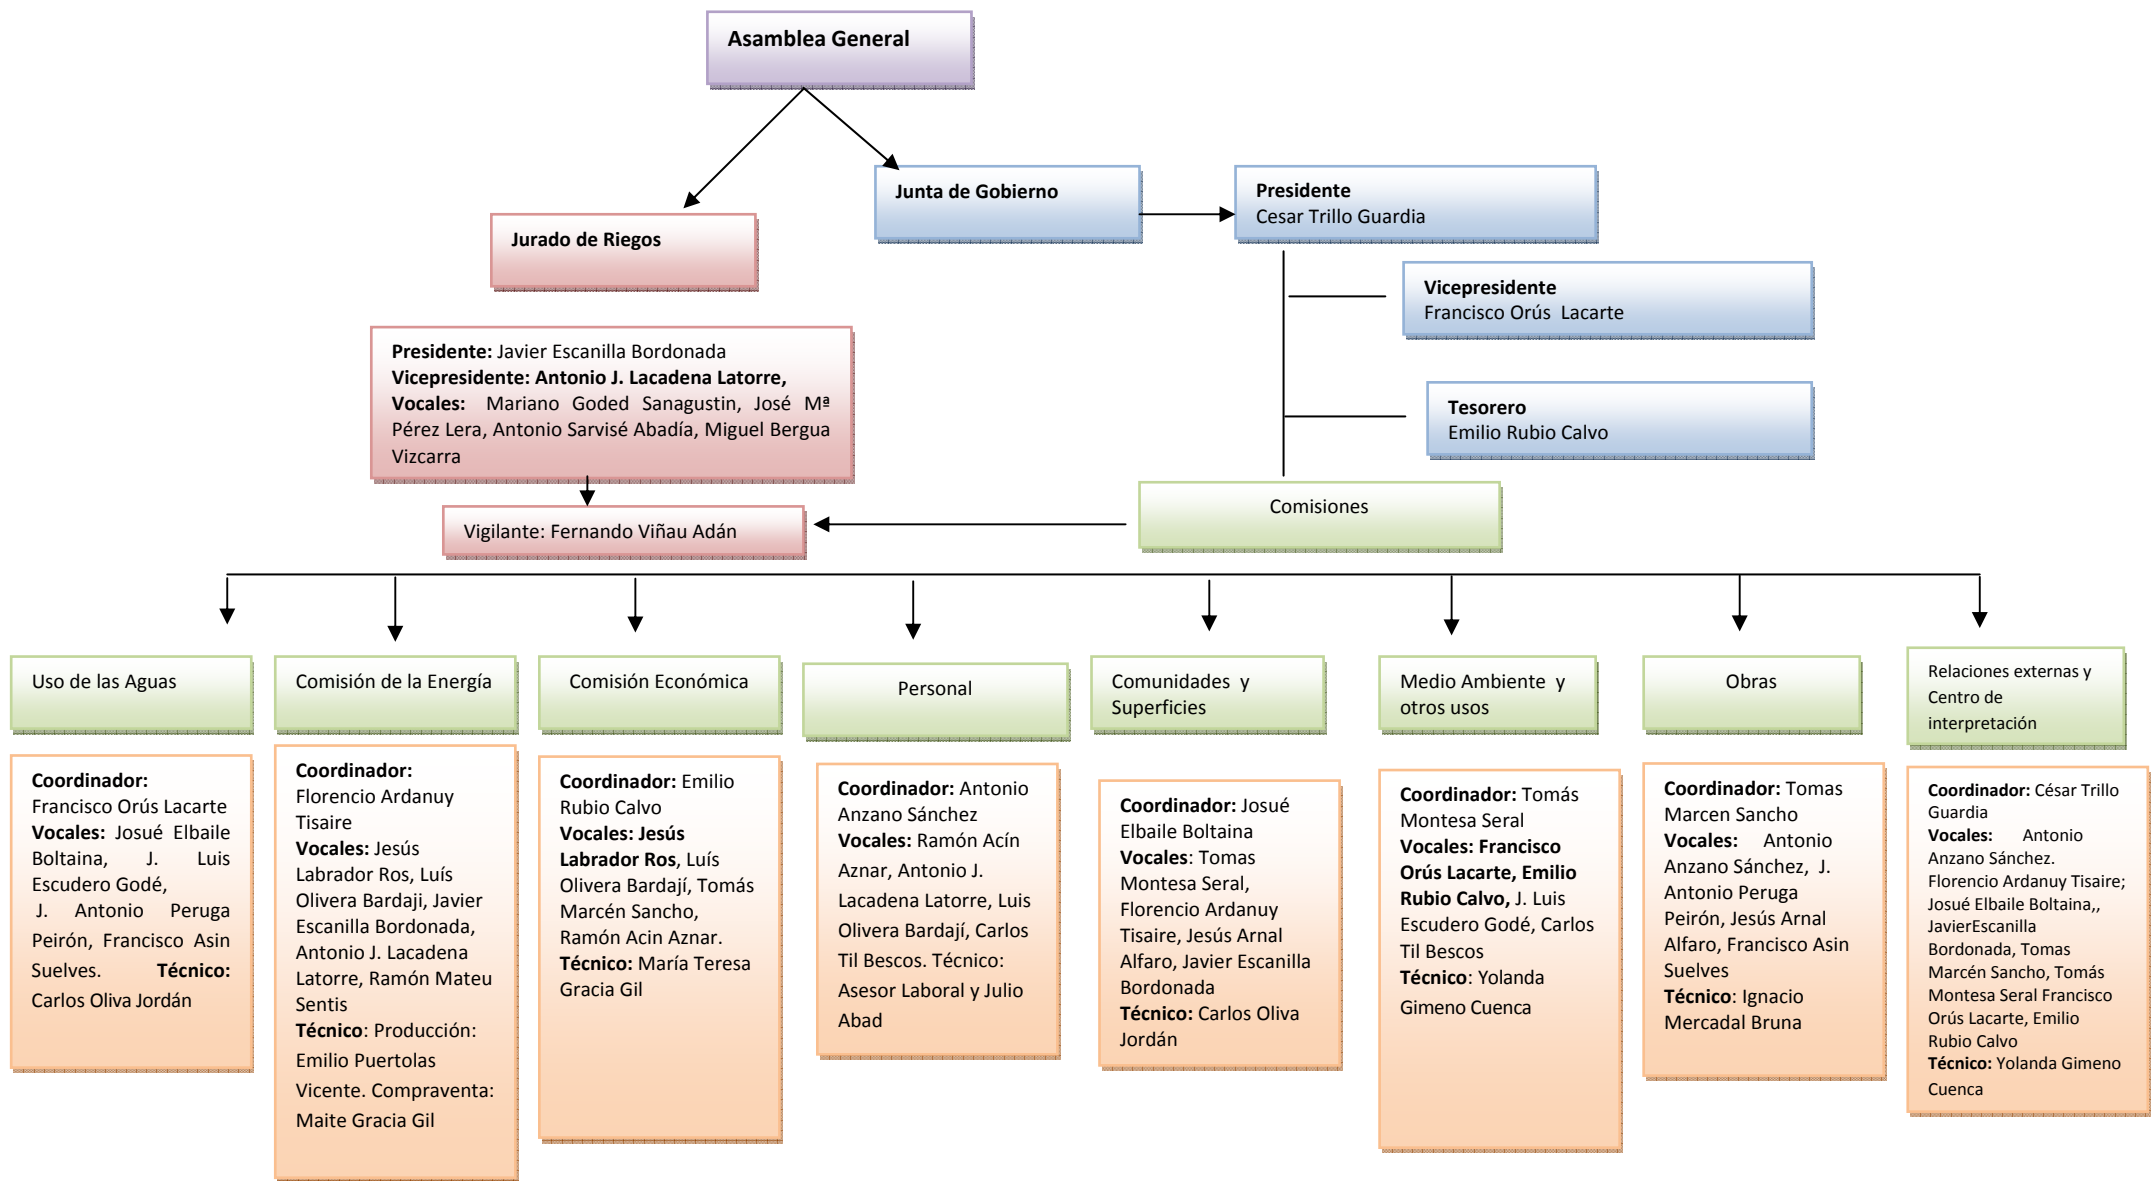 Asamblea General
Junta de Gobierno
Presidente
Cesar Trillo Guardia
Jurado de Riegos
Vicepresidente
Francisco Orús  Lacarte
Presidente: Javier Escanilla Bordonada
Vicepresidente: Antonio J. Lacadena Latorre,
Vocales: Mariano Goded Sanagustin, José Mª
Pérez Lera, Antonio Sarvisé Abadía, Miguel Bergua
Vizcarra
Tesorero
Emilio Rubio Calvo
Comisiones
Vigilante: Fernando Viñau Adán
Uso de las Aguas
Comisión de la Energía
Comisión Económica
Personal
Comunidades y
Superficies
Medio Ambiente y
otros usos
Obras
Relaciones externas y
Centro de
interpretación
Coordinador:
Francisco Orús Lacarte
Vocales: Josué Elbaile
Boltaina, J. Luis
Escudero Godé,
J. Antonio Peruga
Peirón, Francisco Asin
Suelves. Técnico:
Carlos Oliva Jordán
Coordinador:
Florencio Ardanuy
Tisaire
Vocales: Jesús
Labrador Ros, Luís
Olivera Bardaji, Javier
Escanilla Bordonada,
Antonio J. Lacadena
Latorre, Ramón Mateu
Sentis
Técnico: Producción:
Emilio Puertolas
Vicente. Compraventa:
Maite Gracia Gil
Coordinador: Emilio
Rubio Calvo
Vocales: Jesús
Labrador Ros, Luís
Olivera Bardají, Tomás
Marcén Sancho,
Ramón Acin Aznar.
Técnico: María Teresa
Gracia Gil
Coordinador: Antonio
Anzano Sánchez
Vocales: Ramón Acín
Aznar, Antonio J.
Lacadena Latorre, Luis
Olivera Bardají, Carlos
Til Bescos. Técnico:
Asesor Laboral y Julio
Abad
Coordinador: Josué
Elbaile Boltaina
Vocales: Tomas
Montesa Seral,
Florencio Ardanuy
Tisaire, Jesús Arnal
Alfaro, Javier Escanilla
Bordonada
Técnico: Carlos Oliva
Jordán
Coordinador: Tomás
Montesa Seral
Vocales: Francisco
Orús Lacarte, Emilio
Rubio Calvo, J. Luis
Escudero Godé, Carlos
Til Bescos
Técnico: Yolanda
Gimeno Cuenca
Coordinador: Tomas
Marcen Sancho
Vocales: Antonio
Anzano Sánchez, J.
Antonio Peruga
Peirón, Jesús Arnal
Alfaro, Francisco Asin
Suelves
Técnico: Ignacio
Mercadal Bruna
Coordinador: César Trillo
Guardia
Vocales: Antonio
Anzano Sánchez.
Florencio Ardanuy Tisaire;
Josué Elbaile Boltaina,,
JavierEscanilla
Bordonada, Tomas
Marcén Sancho, Tomás
Montesa Seral Francisco
Orús Lacarte, Emilio
Rubio Calvo
Técnico: Yolanda Gimeno
Cuenca